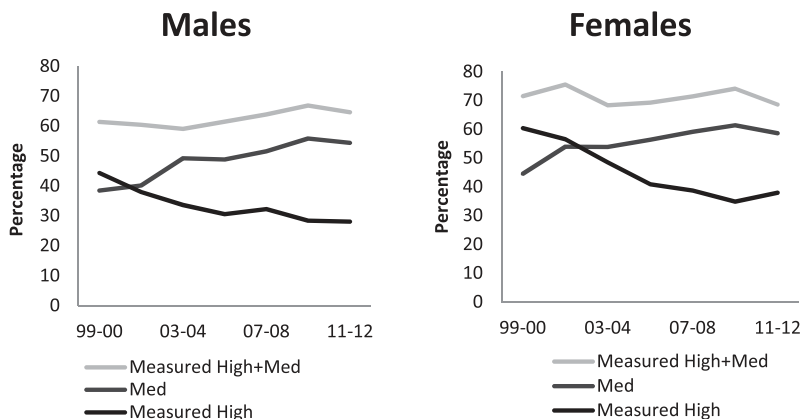 Males
Percentage
80
70
60
50
40
30
20
10
0
99-00 03-04 07-08 11-12
Measured High+Med
Med
Measured High
Females
Percentage
80
70
60
50
40
30
20
10
0
99-00 03-04 07-08 11-12
Measured High+Med
Med
Measured High